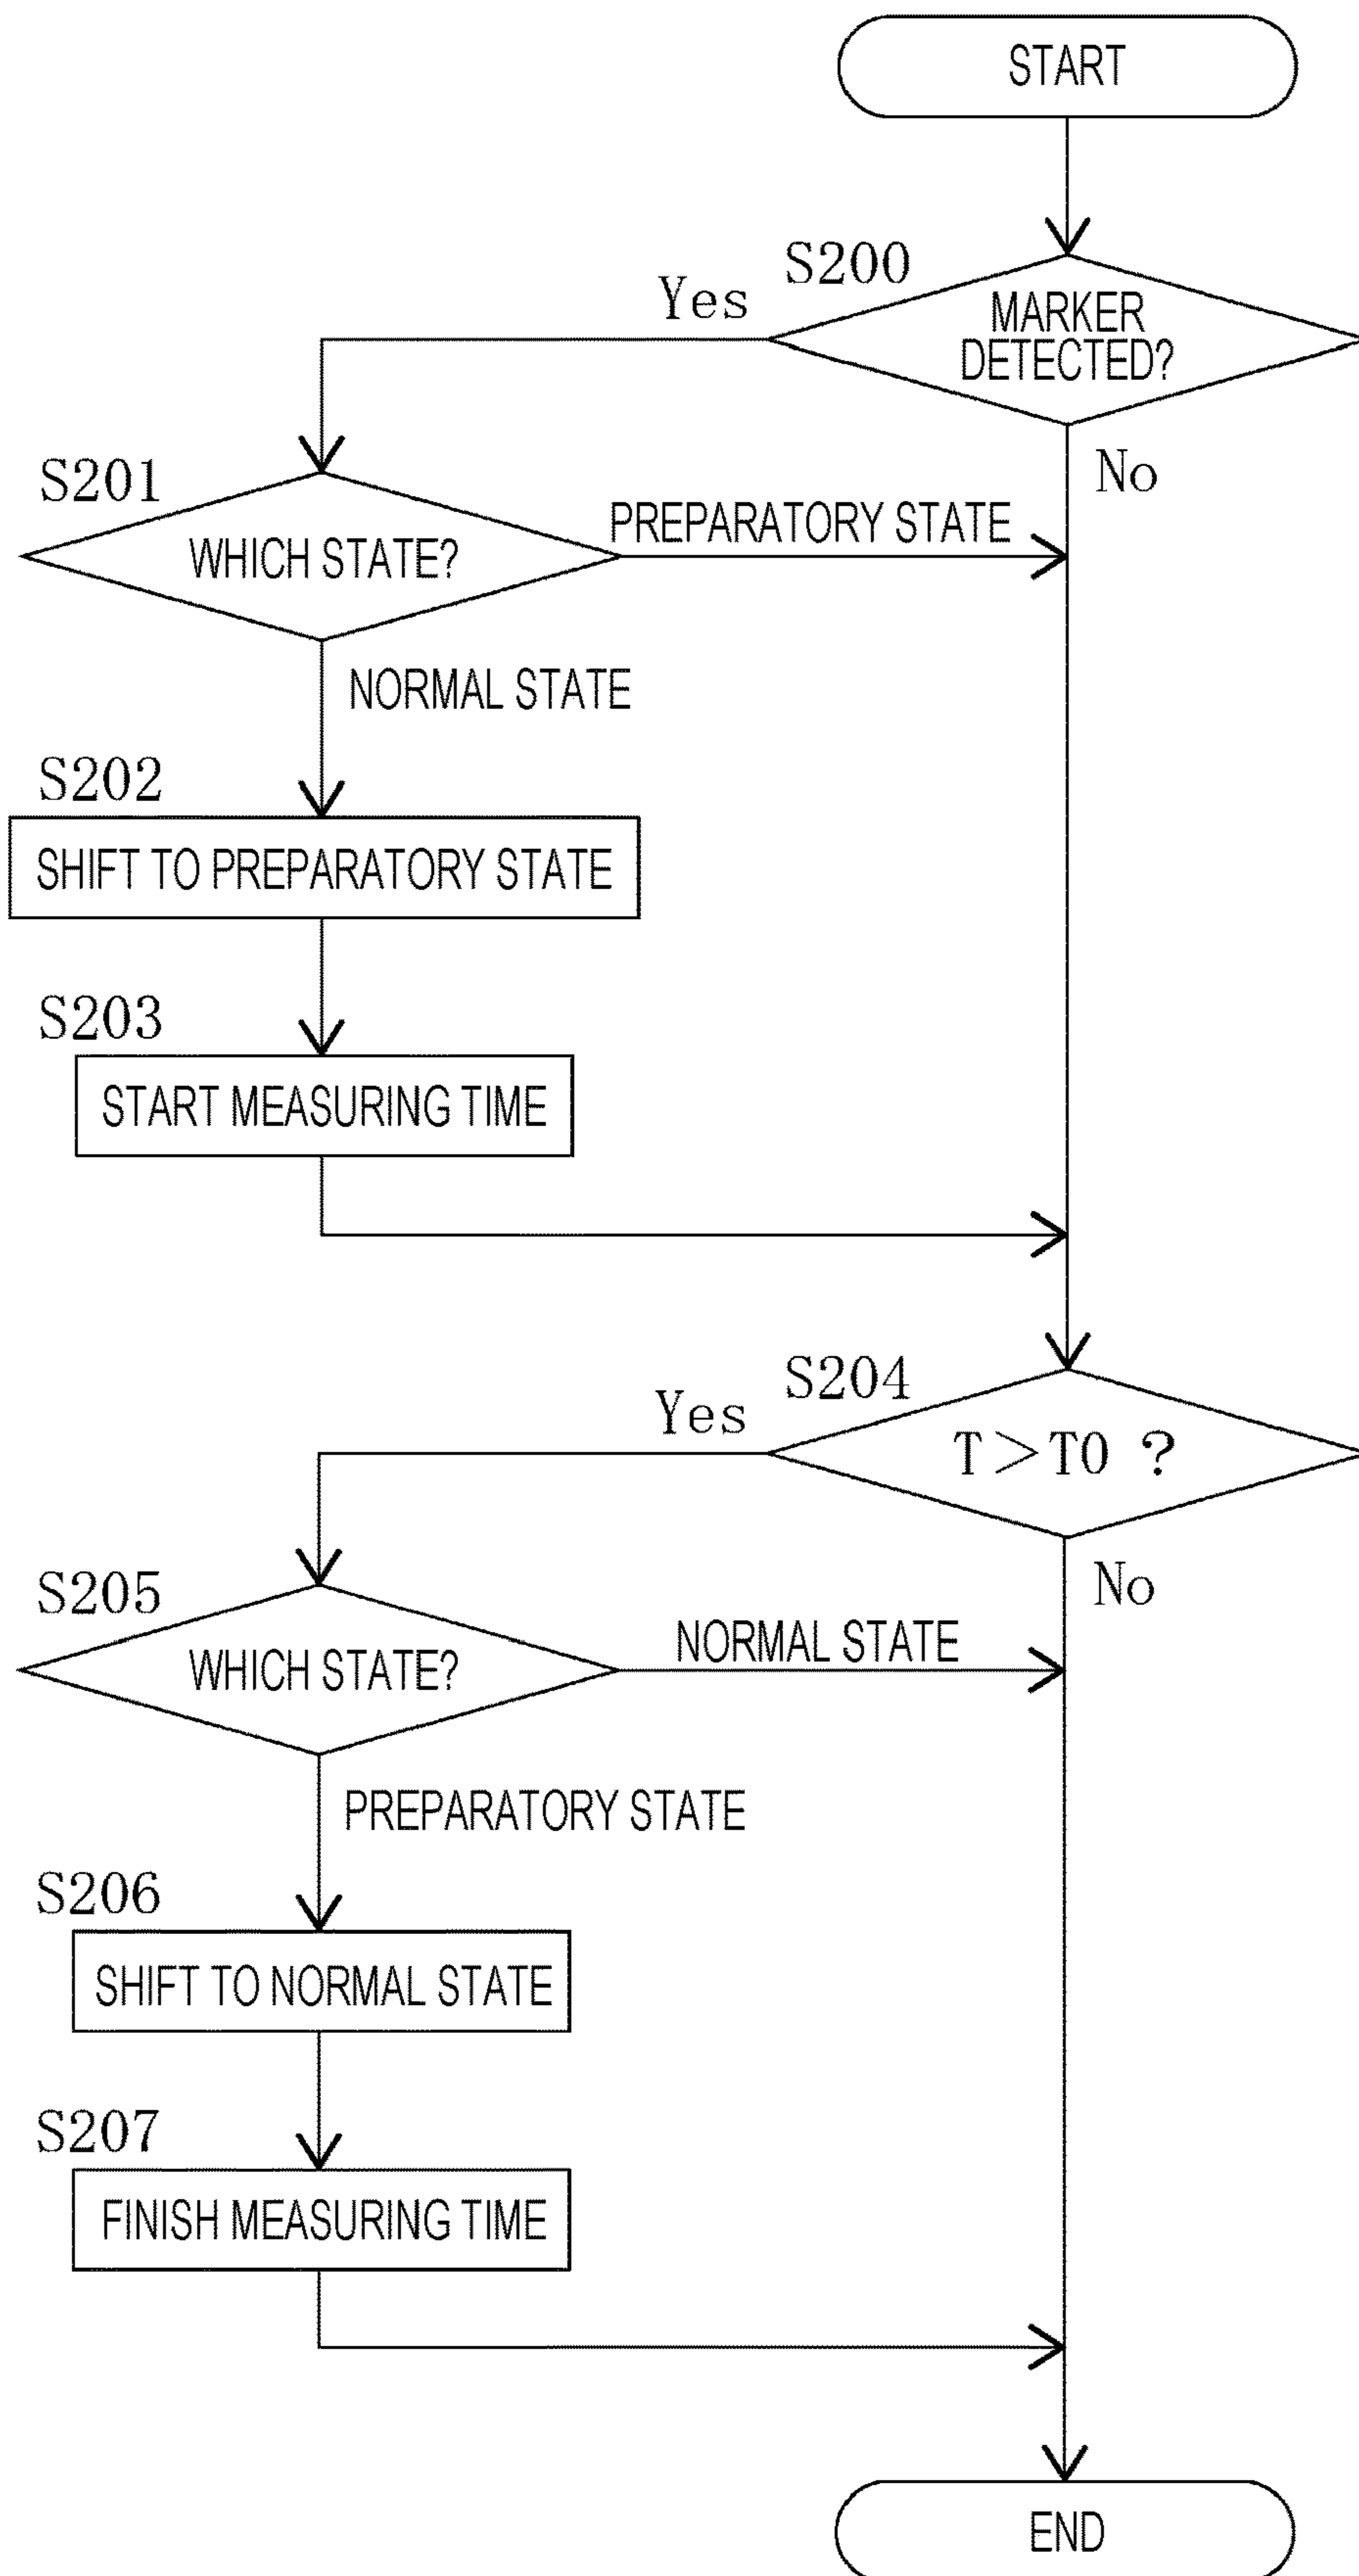 START
S200
Yes
MARKER
DETECTED?
No
S201
WHICH STATE?
PREPARATORY STATE
NORMAL STATE
S202
SHIFT TO PREPARATORY STATE
S203
START MEASURING TIME
S204
Yes
T>T0 ?
No
S205
WHICH STATE?
NORMAL STATE
PREPARATORY STATE
S206
SHIFT TO NORMAL STATE
S207
FINISH MEASURING TIME
END